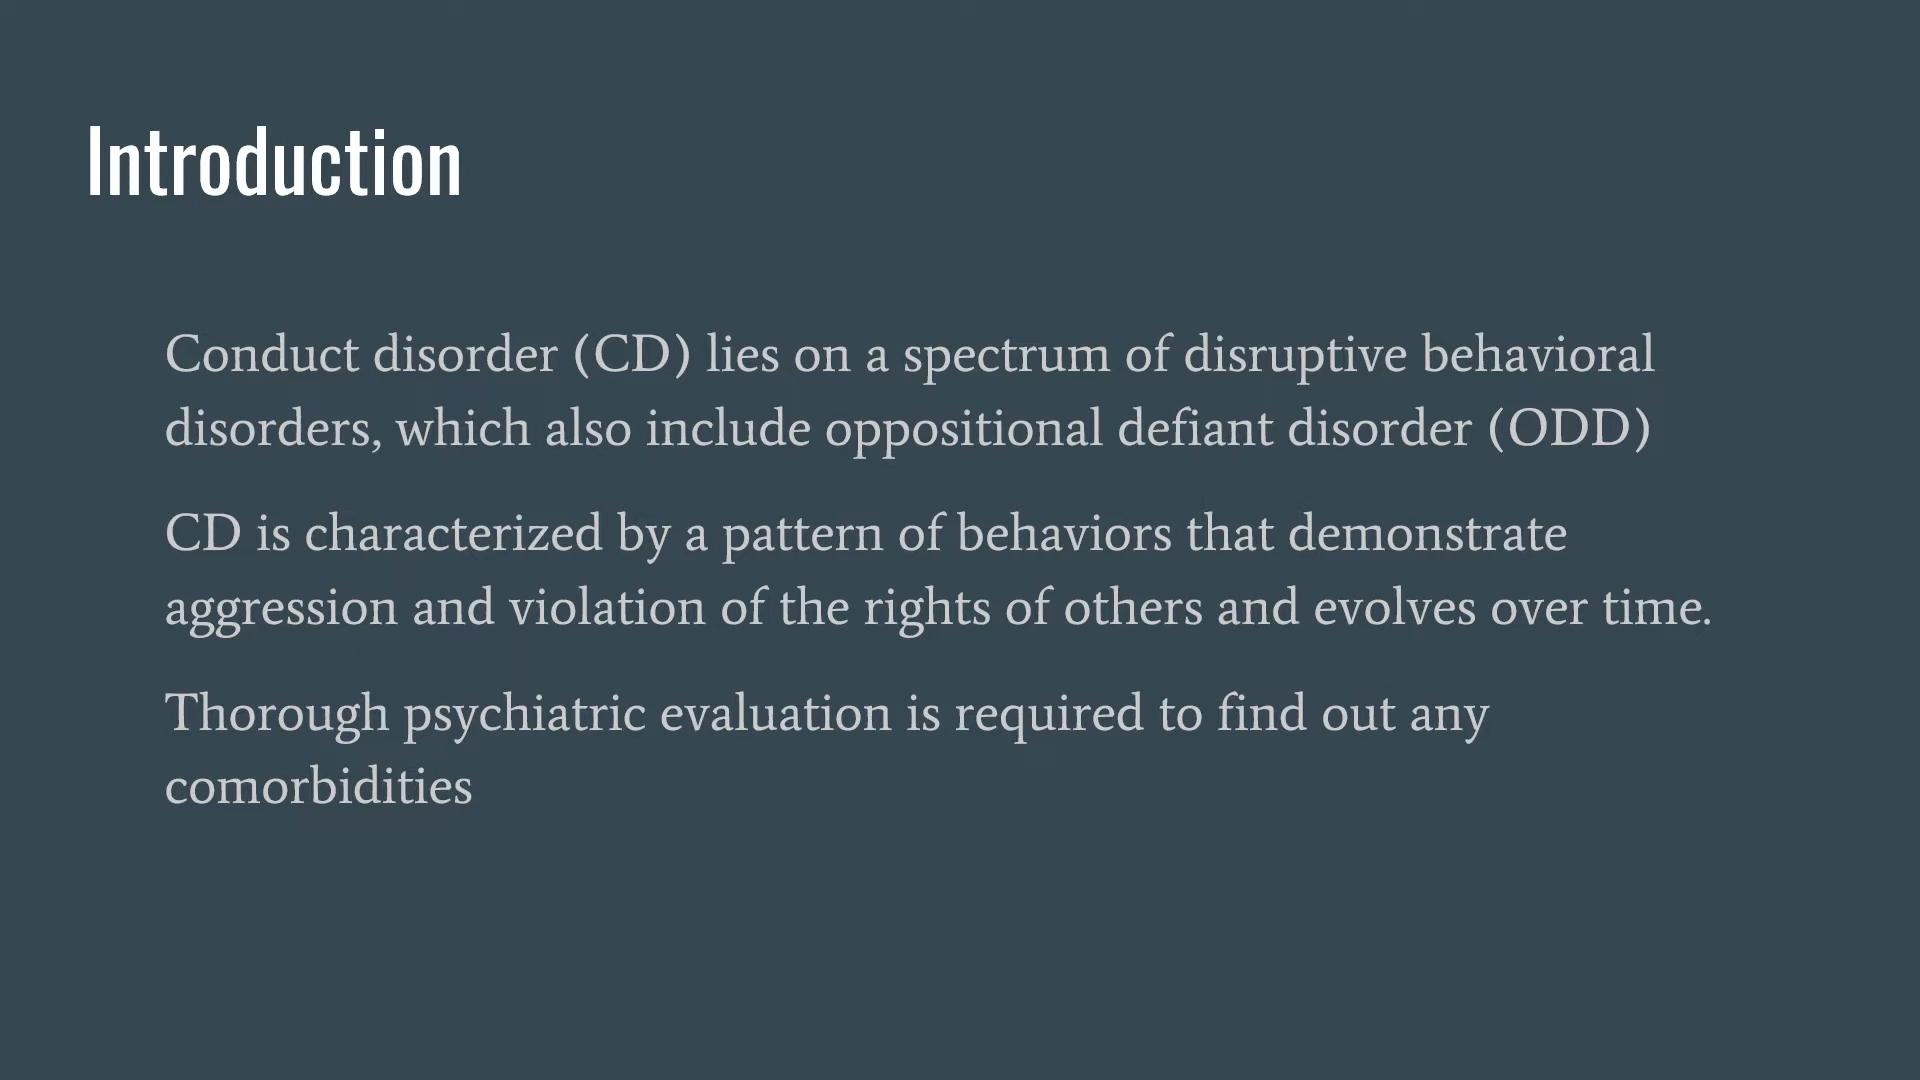 Introduction
Conduct disorder (CD) lies on a spectrum of disruptive behavioral
disorders, which also include oppositional defiant disorder (ODD)
CD is characterized by a pattern of behaviors that demonstrate
aggression and violation of the rights of others and evolves over time.
Thorough psychiatric evaluation is required to find out any
comorbidities